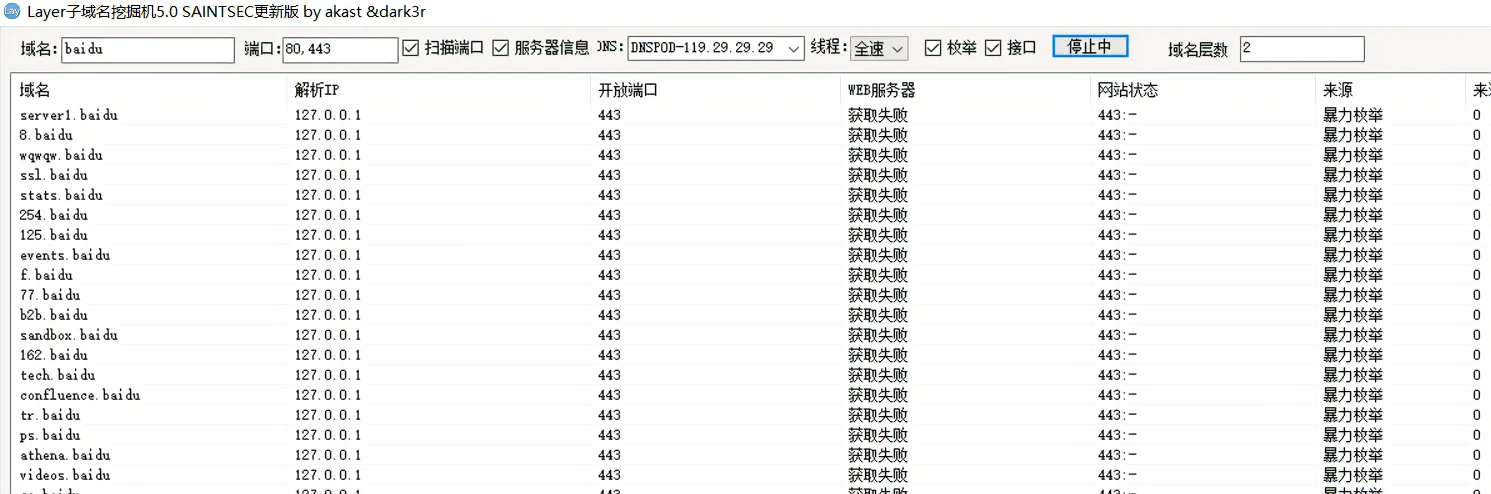 Layer子域名挖掘机5.0 SAINTSEC更新版 by akast &dark3r
域名: baidu 端口: 80,443 扫描端口 服务器信息 DNS: DNSPOD-119.29.29.29 线程: 全速 枚举 接口 停止中 域名层数 2
域名 解析IP 开放端口 WEB服务器 网站状态 来源
server1.baidu 127.0.0.1 443 获取失败 443:- 暴力枚举 0
8.baidu 127.0.0.1 443 获取失败 443:- 暴力枚举 0
wqwqw.baidu 127.0.0.1 443 获取失败 443:- 暴力枚举 0
ssl.baidu 127.0.0.1 443 获取失败 443:- 暴力枚举 0
stats.baidu 127.0.0.1 443 获取失败 443:- 暴力枚举 0
254.baidu 127.0.0.1 443 获取失败 443:- 暴力枚举 0
125.baidu 127.0.0.1 443 获取失败 443:- 暴力枚举 0
events.baidu 127.0.0.1 443 获取失败 443:- 暴力枚举 0
f.baidu 127.0.0.1 443 获取失败 443:- 暴力枚举 0
77.baidu 127.0.0.1 443 获取失败 443:- 暴力枚举 0
b2b.baidu 127.0.0.1 443 获取失败 443:- 暴力枚举 0
sandbox.baidu 127.0.0.1 443 获取失败 443:- 暴力枚举 0
162.baidu 127.0.0.1 443 获取失败 443:- 暴力枚举 0
tech.baidu 127.0.0.1 443 获取失败 443:- 暴力枚举 0
confluence.baidu 127.0.0.1 443 获取失败 443:- 暴力枚举 0
tr.baidu 127.0.0.1 443 获取失败 443:- 暴力枚举 0
ps.baidu 127.0.0.1 443 获取失败 443:- 暴力枚举 0
athena.baidu 127.0.0.1 443 获取失败 443:- 暴力枚举 0
videos.baidu 127.0.0.1 443 获取失败 443:- 暴力枚举 0